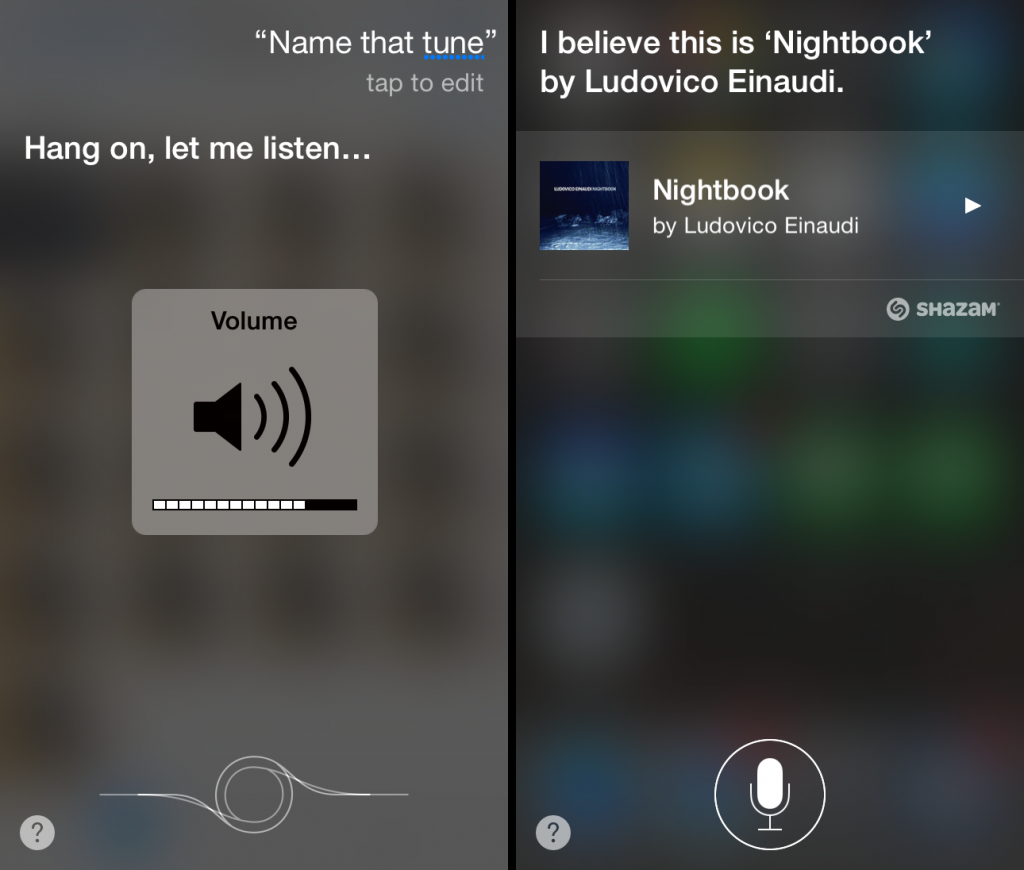 “Name that tune”
tap to edit
Hang on, let me listen...
Volume
?
I believe this is ‘Nightbook’
by Ludovico Einaudi.
LUDOVICO EINAUDI NIGHTBOOK
Nightbook
by Ludovico Einaudi
SHAZAM
?